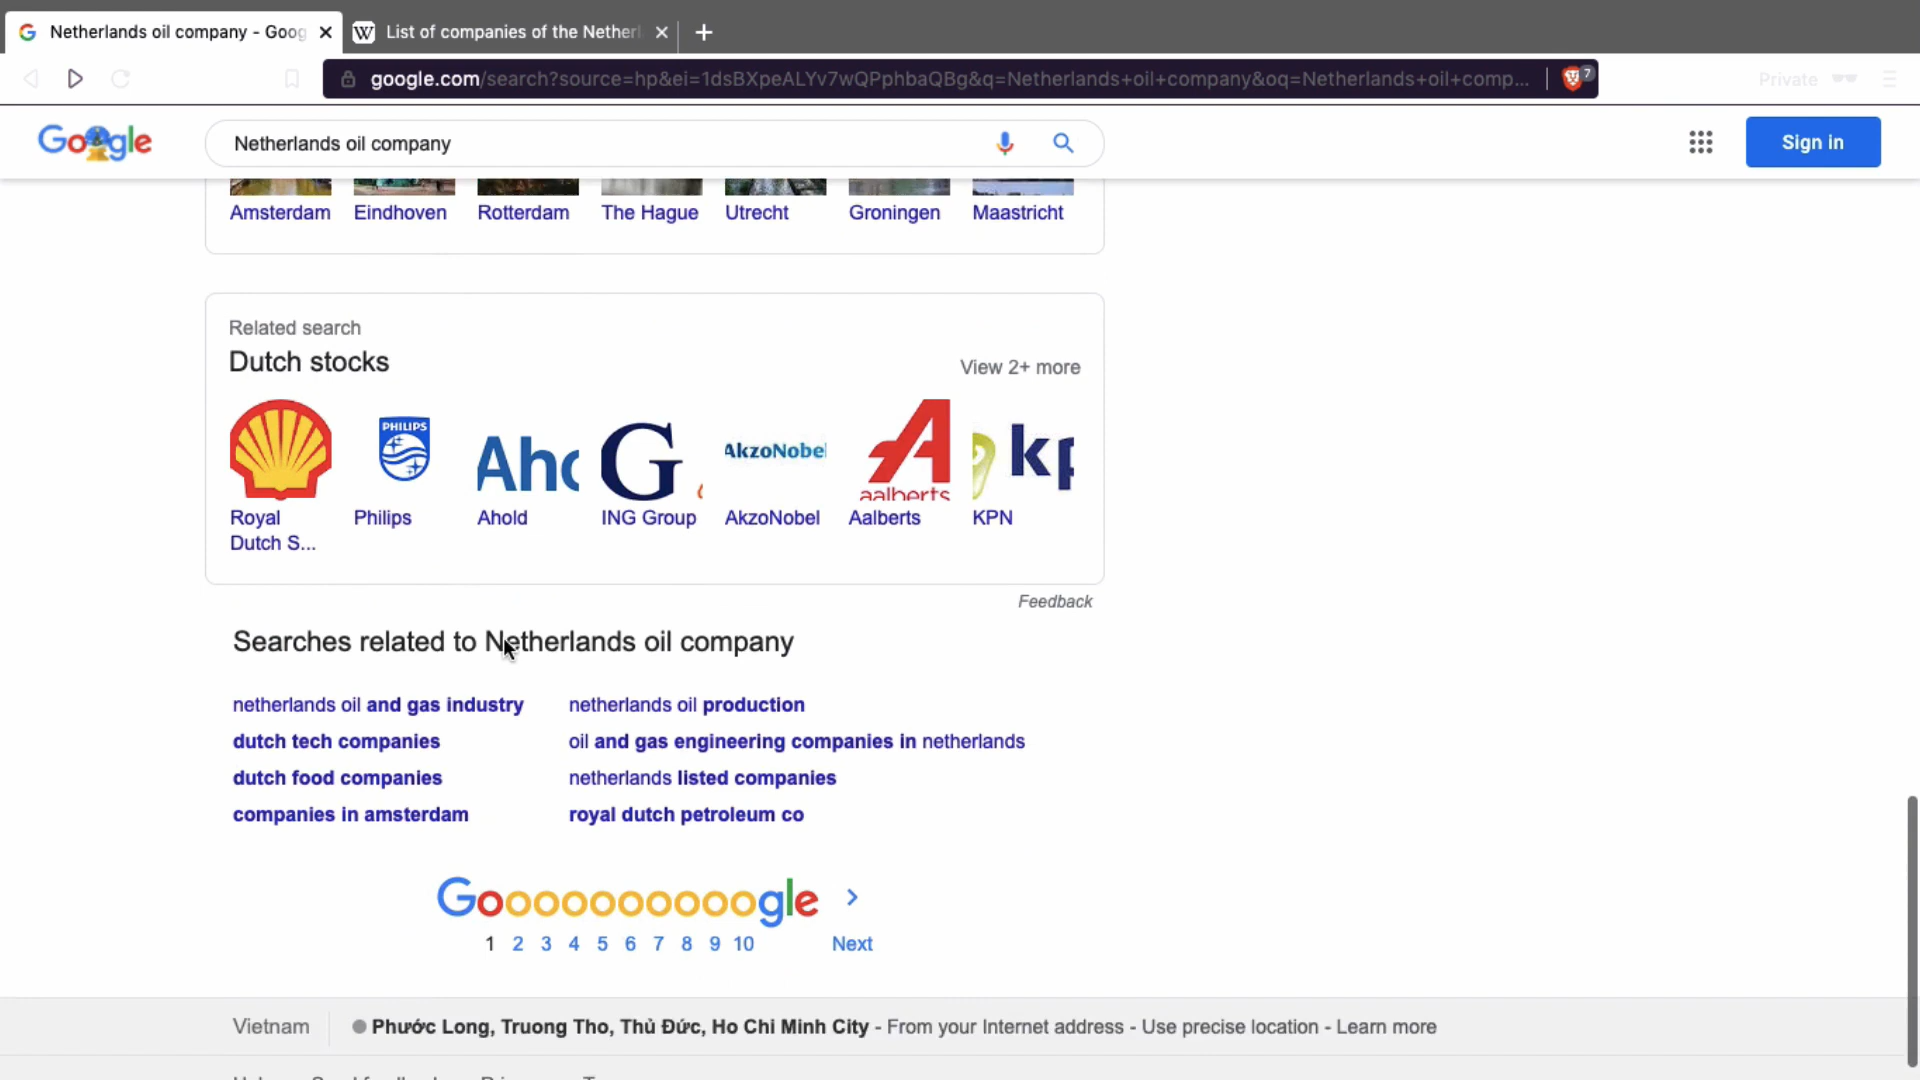 Netherlands oil company - Goog
List of companies of the Nether
google.com/search?source=hp&ei=1dsBXpeALYv7wQPphbaQBg&q=Netherlands+oil+company&oq=Netherlands+oil+comp...
7
Private
Google
Netherlands oil company
Sign in
Amsterdam
Eindhoven
Rotterdam
The Hague
Utrecht
Groningen
Maastricht
Related search
Dutch stocks
View 2+ more
PHILIPS
Aho
G
AkzoNobel
aalberts
kp
Royal Dutch S...
Philips
Ahold
ING Group
AkzoNobel
Aalberts
KPN
Feedback
Searches related to Netherlands oil company
netherlands oil and gas industry
netherlands oil production
dutch tech companies
oil and gas engineering companies in netherlands
dutch food companies
netherlands listed companies
companies in amsterdam
royal dutch petroleum co
Goooooooooogle
1 2 3 4 5 6 7 8 9 10 Next
Vietnam
Phước Long, Truong Tho, Thủ Đức, Ho Chi Minh City - From your Internet address - Use precise location - Learn more